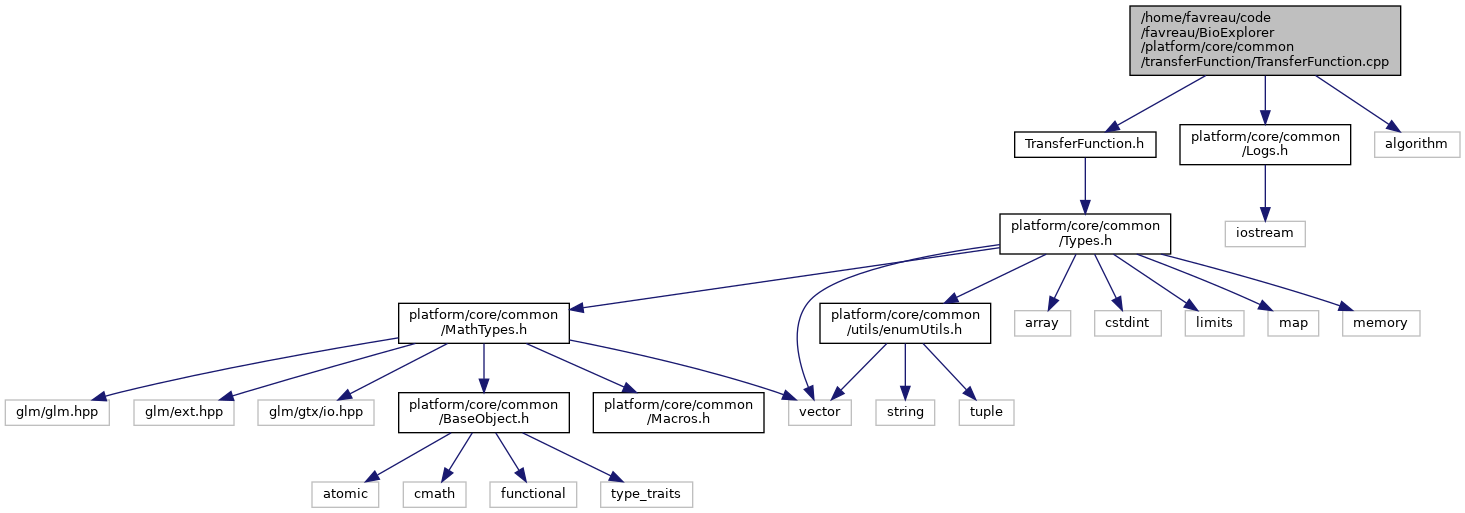 /home/favreau/code
/favreau/BioExplorer
/platform/core/common
/transferFunction/TransferFunction.cpp
TransferFunction.h
platform/core/common
/Logs.h
algorithm
platform/core/common
/Types.h
iostream
platform/core/common
/MathTypes.h
platform/core/common
/utils/enumUtils.h
array
cstdint
limits
map
memory
glm/glm.hpp
glm/ext.hpp
glm/gtx/io.hpp
platform/core/common
/BaseObject.h
platform/core/common
/Macros.h
vector
string
tuple
atomic
cmath
functional
type_traits